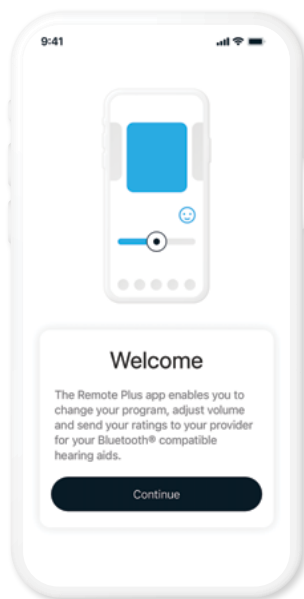 9:41
Welcome
The Remote Plus app enables you to
change your program, adjust volume
and send your ratings to your provider
for your Bluetooth® compatible
hearing aids.
Continue